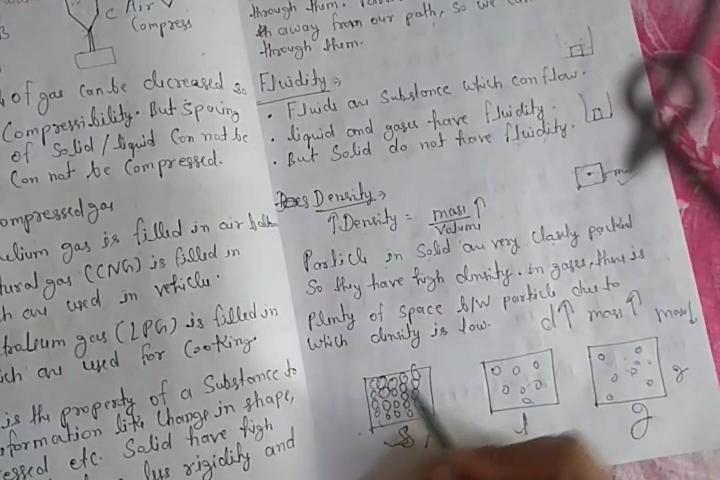 C Air
Compress
of gas can be decreased so
Compressibility. But spacing
of Solid / liquid Can not be
Can not be compressed.
ompressed gas
elium gas is filled in air
tural gas (CNG) is filled in
ch are used in vehicle.
troleum gas (LPG) is filled in
ich are used for Cooking.
is the property of a Substance to
formation like Change in shape,
essed etc. Solid have high
less rigidity and
through them.
away from our path, So we
through them.
Fluidity →
• Fluids are Substance which can flow.
• liquid and gases have fluidity.
• But Solid do not have fluidity.
Density →
↑Density = mass↑
Volume
Particle in Solid are very Closly packed
So they have high density. in gases, there is
Plenty of Space b/w particle due to
which density is low.
d↑ mass↑ mass↓
S l g